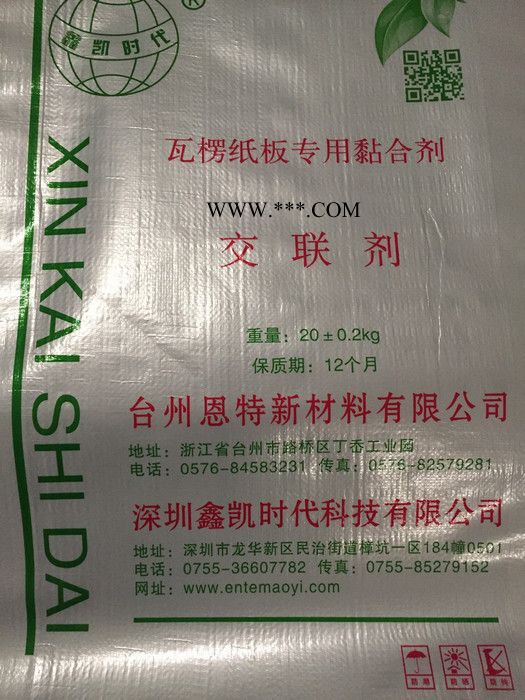 鑫凯时代
®
瓦楞纸板专用黏合剂
WWW.***.COM
交联剂
重量：20±0.2kg
保质期：12个月
台州恩特新材料有限公司
地址：浙江省台州市路桥区丁岙工业园
电话：0576-84583231 传真：0576-82579281
深圳鑫凯时代科技有限公司
地址：深圳市龙华新区民治街道樟坑一区184幢0501
电话：0755-36607782 传真：0755-85279152
网址：www.entemaoyi.com
XIN KAI SHI DAI
防潮
防晒